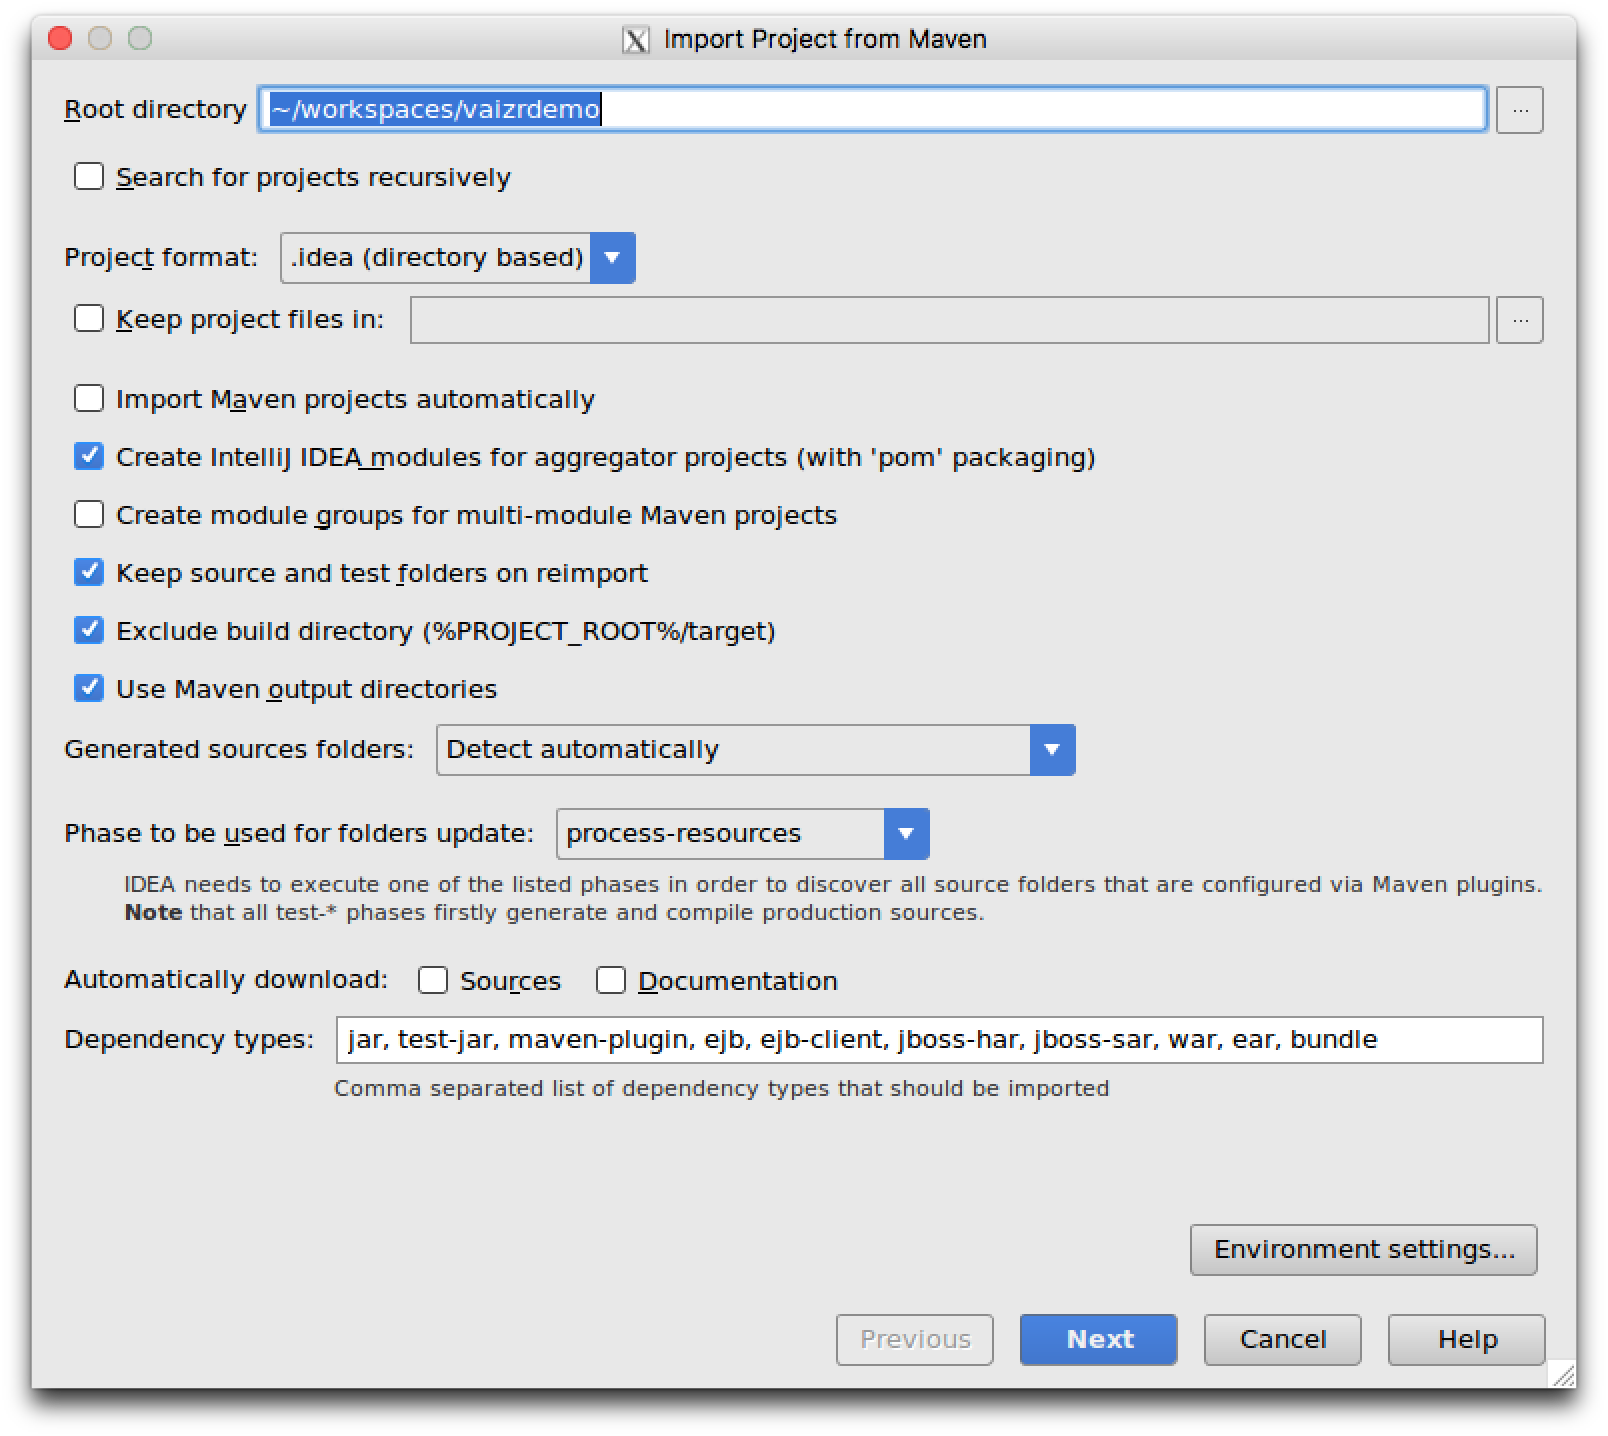 Import Project from Maven
Root directory ~/workspaces/vaizrdemo ...
Search for projects recursively
Project format: .idea (directory based)
Keep project files in: ...
Import Maven projects automatically
Create IntelliJ IDEA modules for aggregator projects (with 'pom' packaging)
Create module groups for multi-module Maven projects
Keep source and test folders on reimport
Exclude build directory (%PROJECT_ROOT%/target)
Use Maven output directories
Generated sources folders: Detect automatically
Phase to be used for folders update: process-resources
IDEA needs to execute one of the listed phases in order to discover all source folders that are configured via Maven plugins.
Note that all test-* phases firstly generate and compile production sources.
Automatically download: Sources Documentation
Dependency types: jar, test-jar, maven-plugin, ejb, ejb-client, jboss-har, jboss-sar, war, ear, bundle
Comma separated list of dependency types that should be imported
Environment settings...
Previous Next Cancel Help